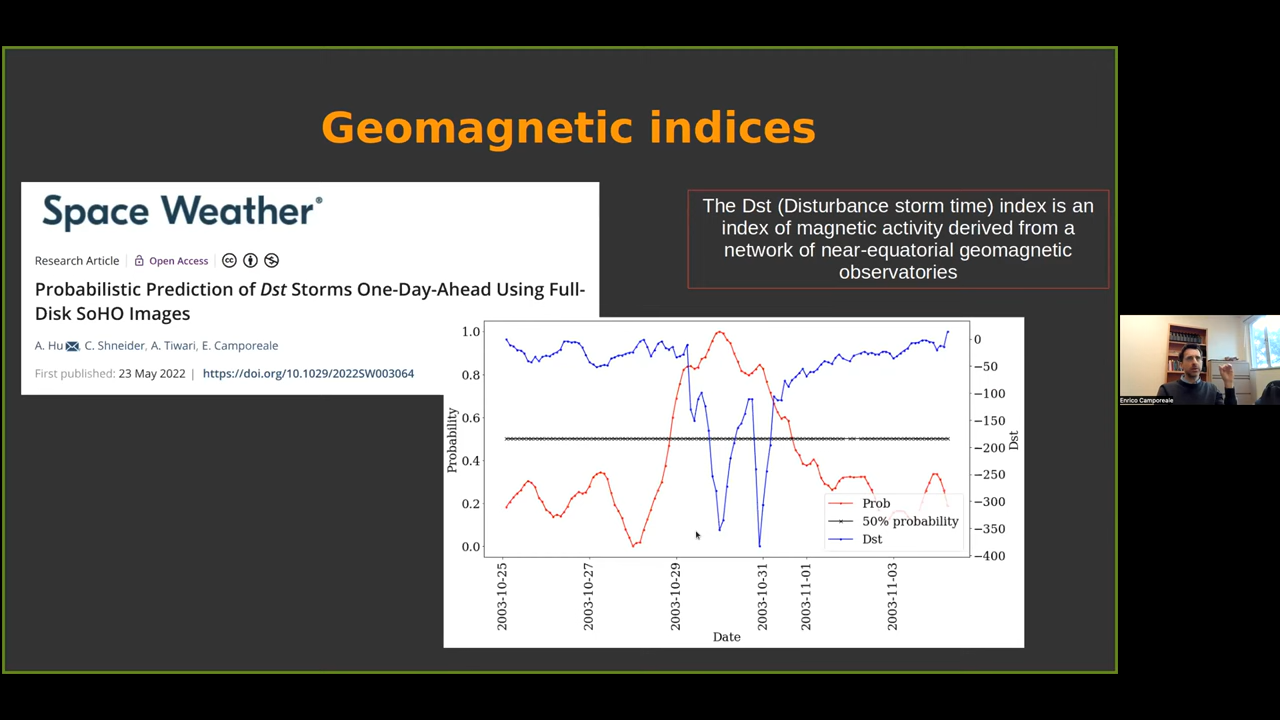 Geomagnetic indices
Space Weather®
Research Article | Open Access
Probabilistic Prediction of Dst Storms One-Day-Ahead Using Full-
Disk SoHO Images
A. Hu, C. Shneider, A. Tiwari, E. Camporeale
First published: 23 May 2022 | https://doi.org/10.1029/2022SW003064
The Dst (Disturbance storm time) index is an
index of magnetic activity derived from a
network of near-equatorial geomagnetic
observatories
1.0
0.8
0.6
0.4
0.2
0.0
Probability
0
−50
−100
−150
−200
−250
−300
−350
−400
Dst
Prob
50% probability
Dst
2003-10-25
2003-10-27
2003-10-29
2003-10-31
2003-11-01
2003-11-03
Date
Enrico Camporeale